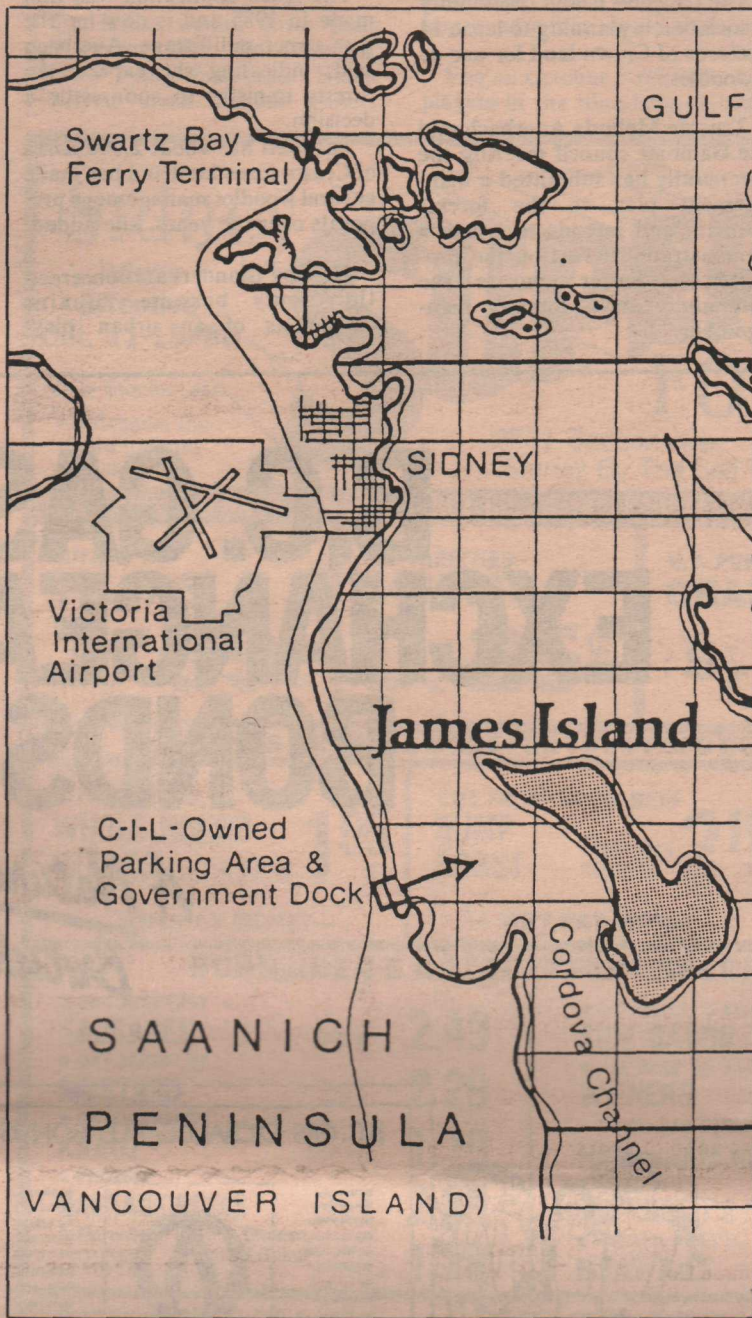 GULF
Swartz Bay
Ferry Terminal
SIDNEY
Victoria
International
Airport
James Island
C-I-L-Owned
Parking Area &
Government Dock
Cordova Channel
SAANICH
PENINSULA
VANCOUVER ISLAND)